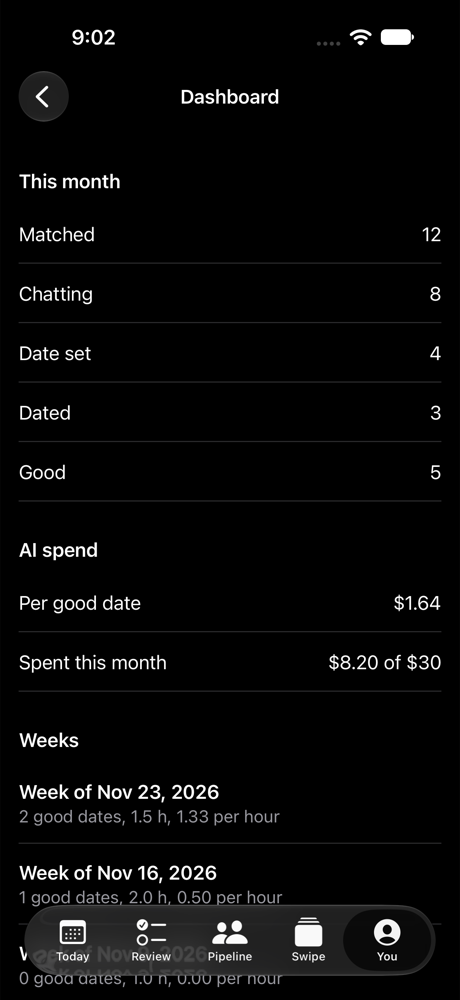 9:02
Dashboard
This month
Matched 12
Chatting 8
Date set 4
Dated 3
Good 5
AI spend
Per good date $1.64
Spent this month $8.20 of $30
Weeks
Week of Nov 23, 2026
2 good dates, 1.5 h, 1.33 per hour
Week of Nov 16, 2026
1 good dates, 2.0 h, 0.50 per hour
0 good dates, 1.0 h, 0.00 per hour
Today Review Pipeline Swipe You